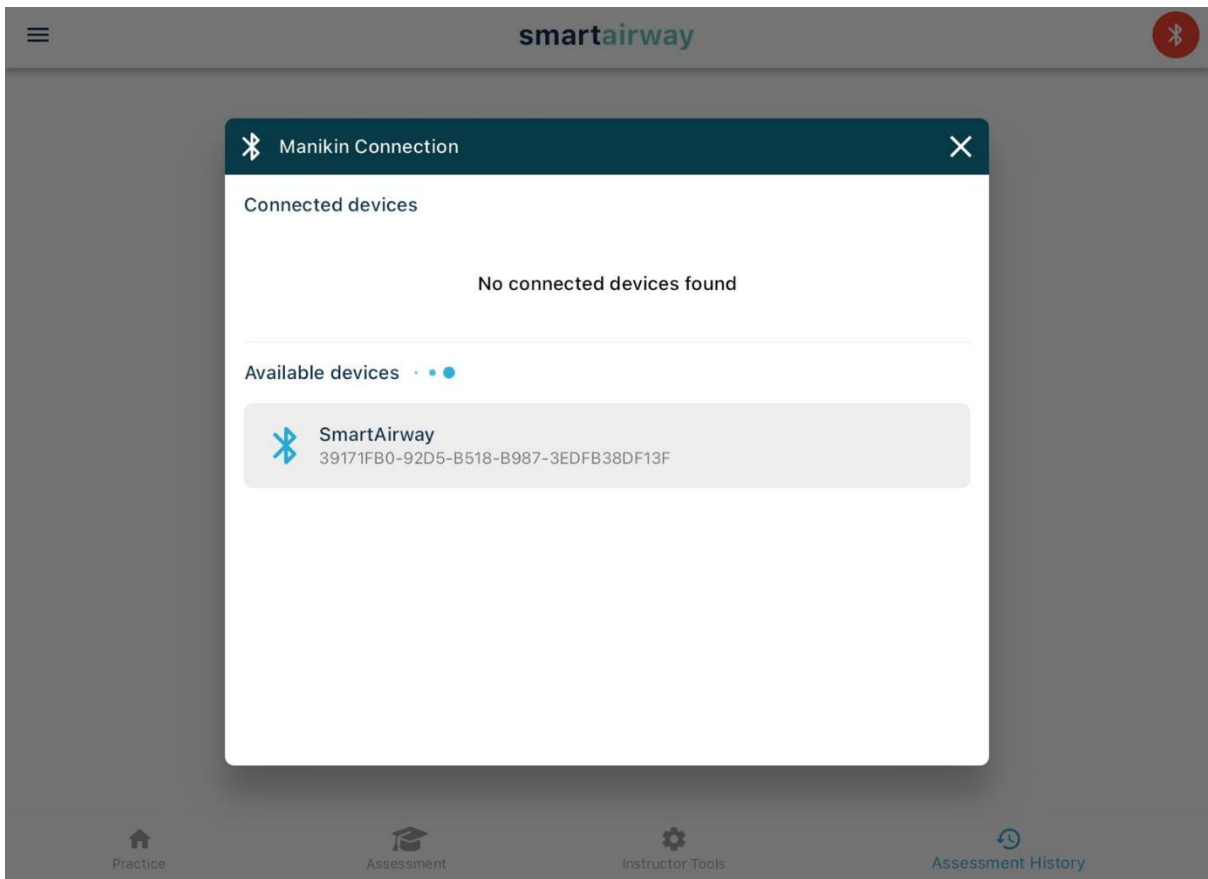 smartairway
Manikin Connection
Connected devices
No connected devices found
Available devices
SmartAirway
39171FB0-92D5-B518-B987-3EDFB38DF13F
Practice
Assessment
Instructor Tools
Assessment History